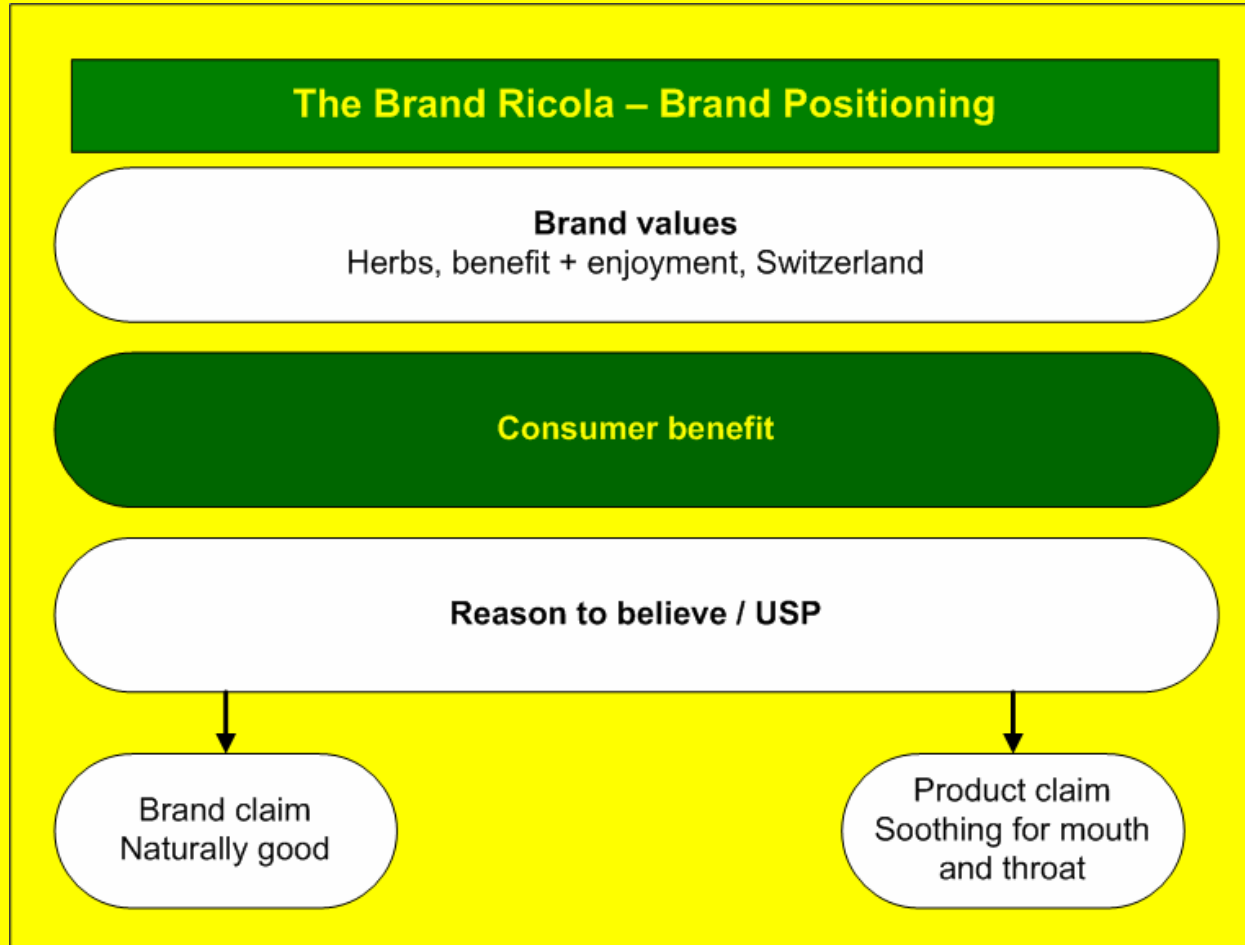 The Brand Ricola – Brand Positioning
Brand values
Herbs, benefit + enjoyment, Switzerland
Consumer benefit
Reason to believe / USP
Brand claim
Naturally good
Product claim
Soothing for mouth
and throat